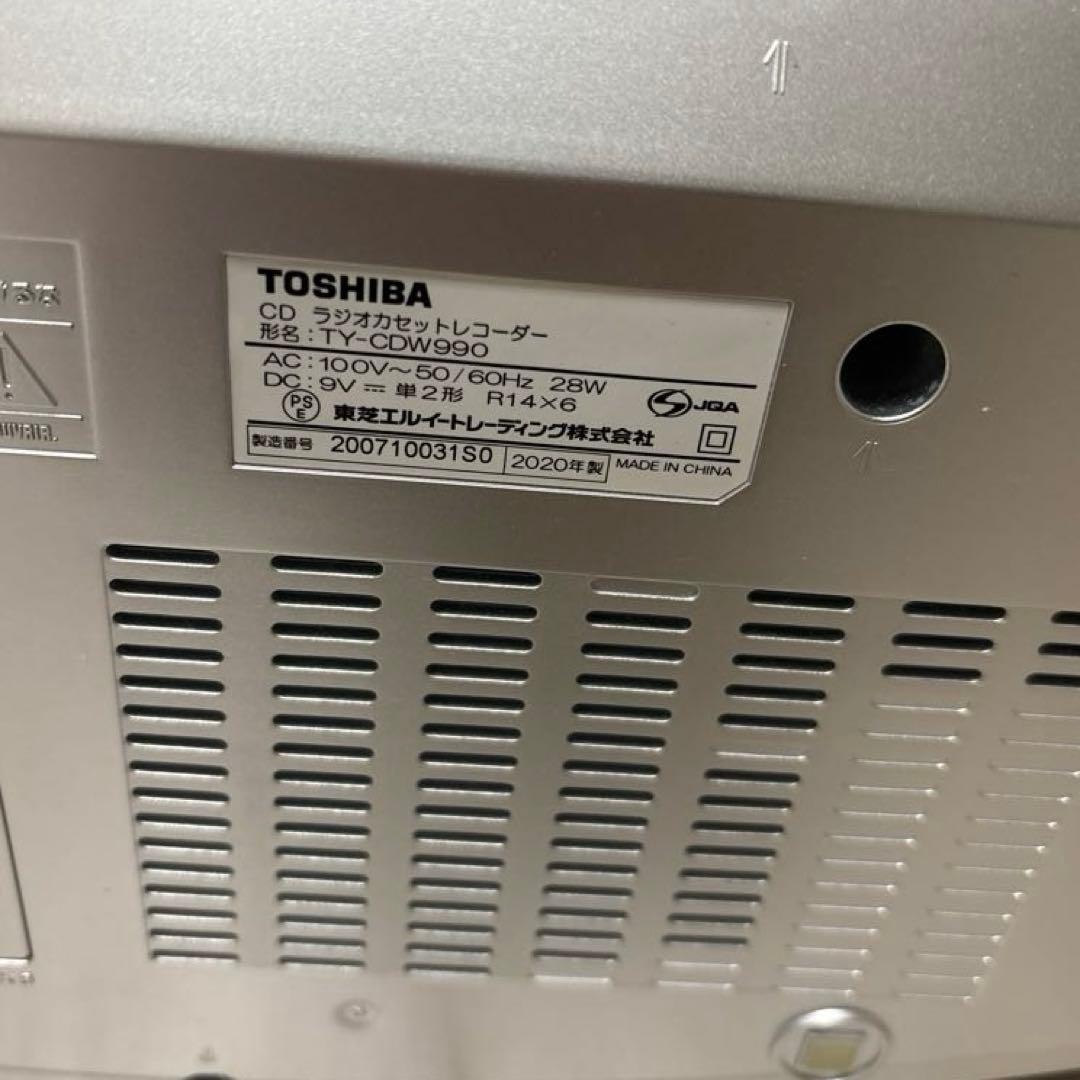 TOSHIBA
CD ラジオカセットレコーダー
形名：TY-CDW990
AC：100V～50/60Hz 28W
DC：9V⎓ 単2形 R14×6
JQA
PS
E
東芝エルイートレーディング株式会社
製造番号 200710031S0 2020年製 MADE IN CHINA